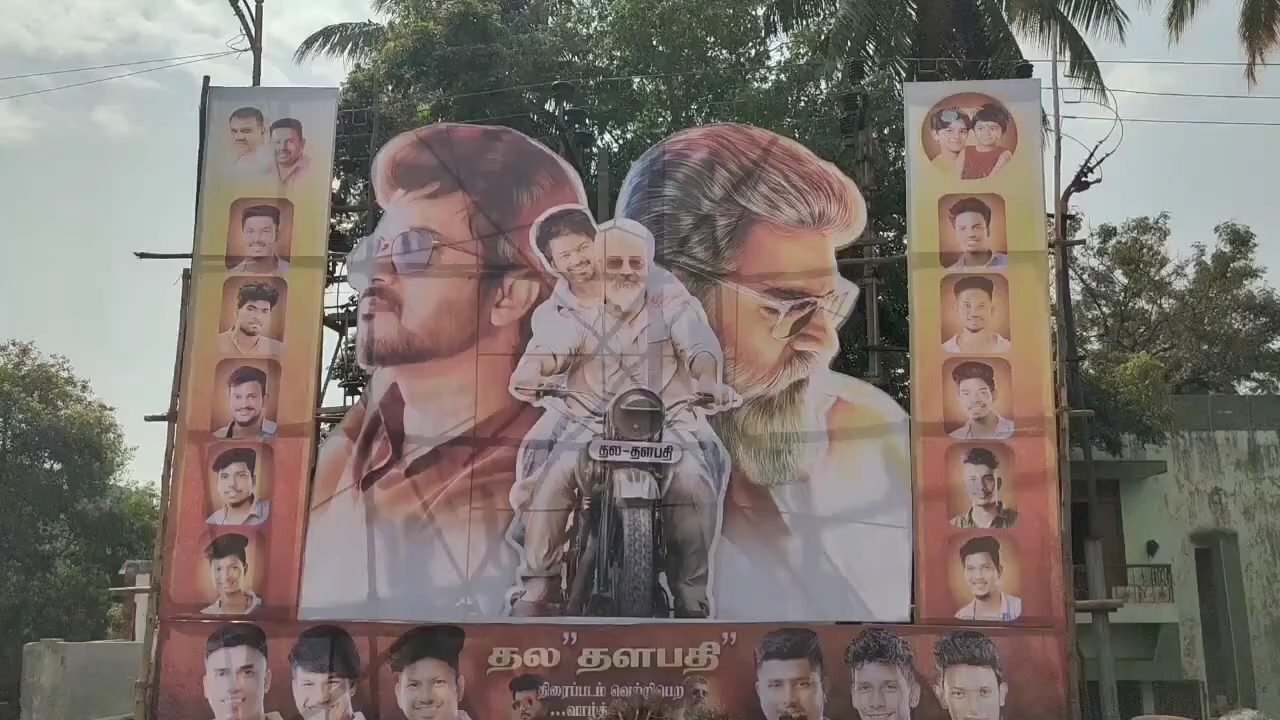 தல-தளபதி
தல "தளபதி"
திரைப்படம் வெற்றிபெற
...வாழ்த்